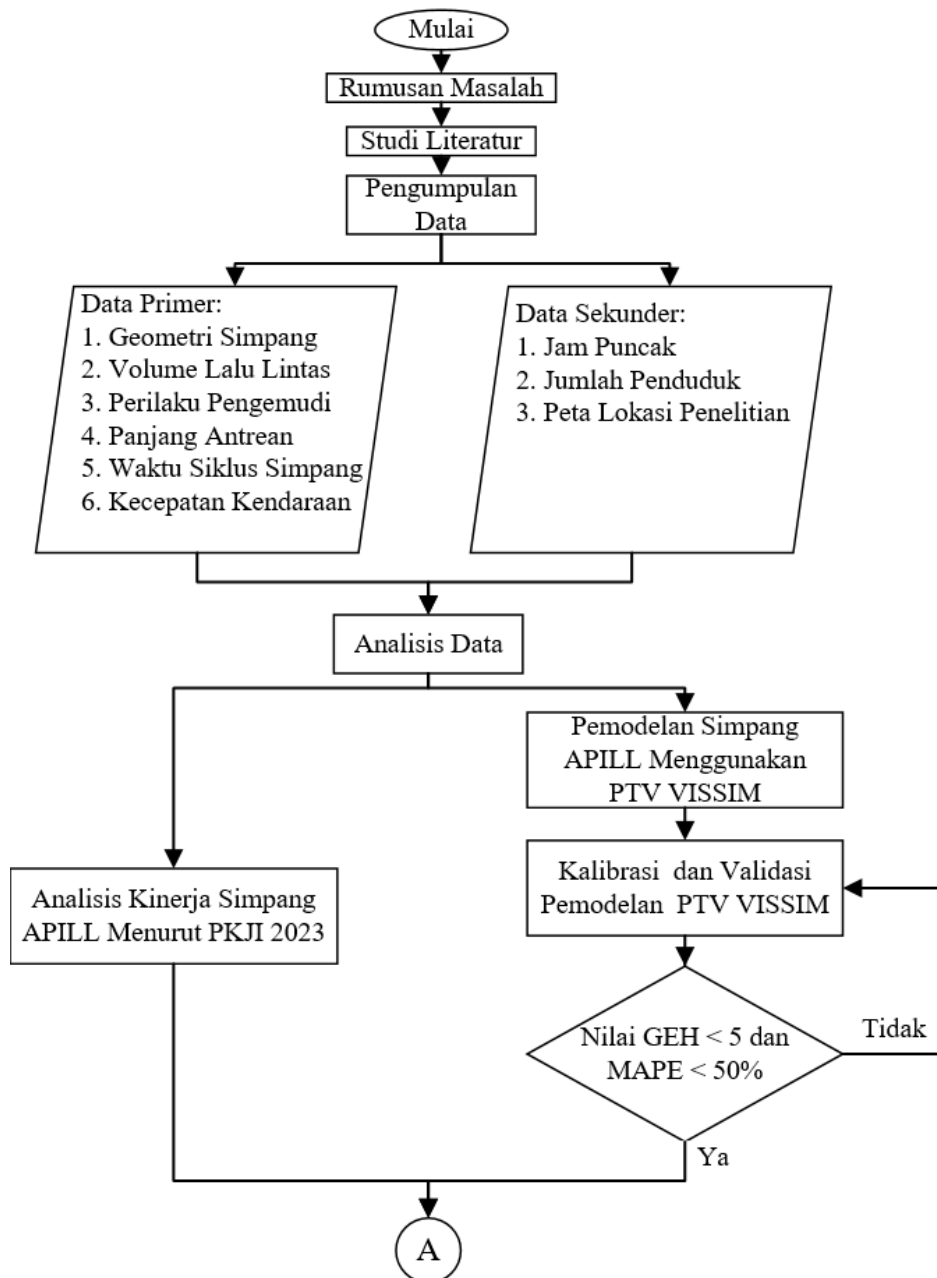 Mulai
Rumusan Masalah
Studi Literatur
Pengumpulan
Data
Data Primer:
1. Geometri Simpang
2. Volume Lalu Lintas
3. Perilaku Pengemudi
4. Panjang Antrean
5. Waktu Siklus Simpang
6. Kecepatan Kendaraan
Data Sekunder:
1. Jam Puncak
2. Jumlah Penduduk
3. Peta Lokasi Penelitian
Analisis Data
Pemodelan Simpang
APILL Menggunakan
PTV VISSIM
Analisis Kinerja Simpang
APILL Menurut PKJI 2023
Kalibrasi dan Validasi
Pemodelan PTV VISSIM
Nilai GEH < 5 dan
MAPE < 50%
Tidak
Ya
A